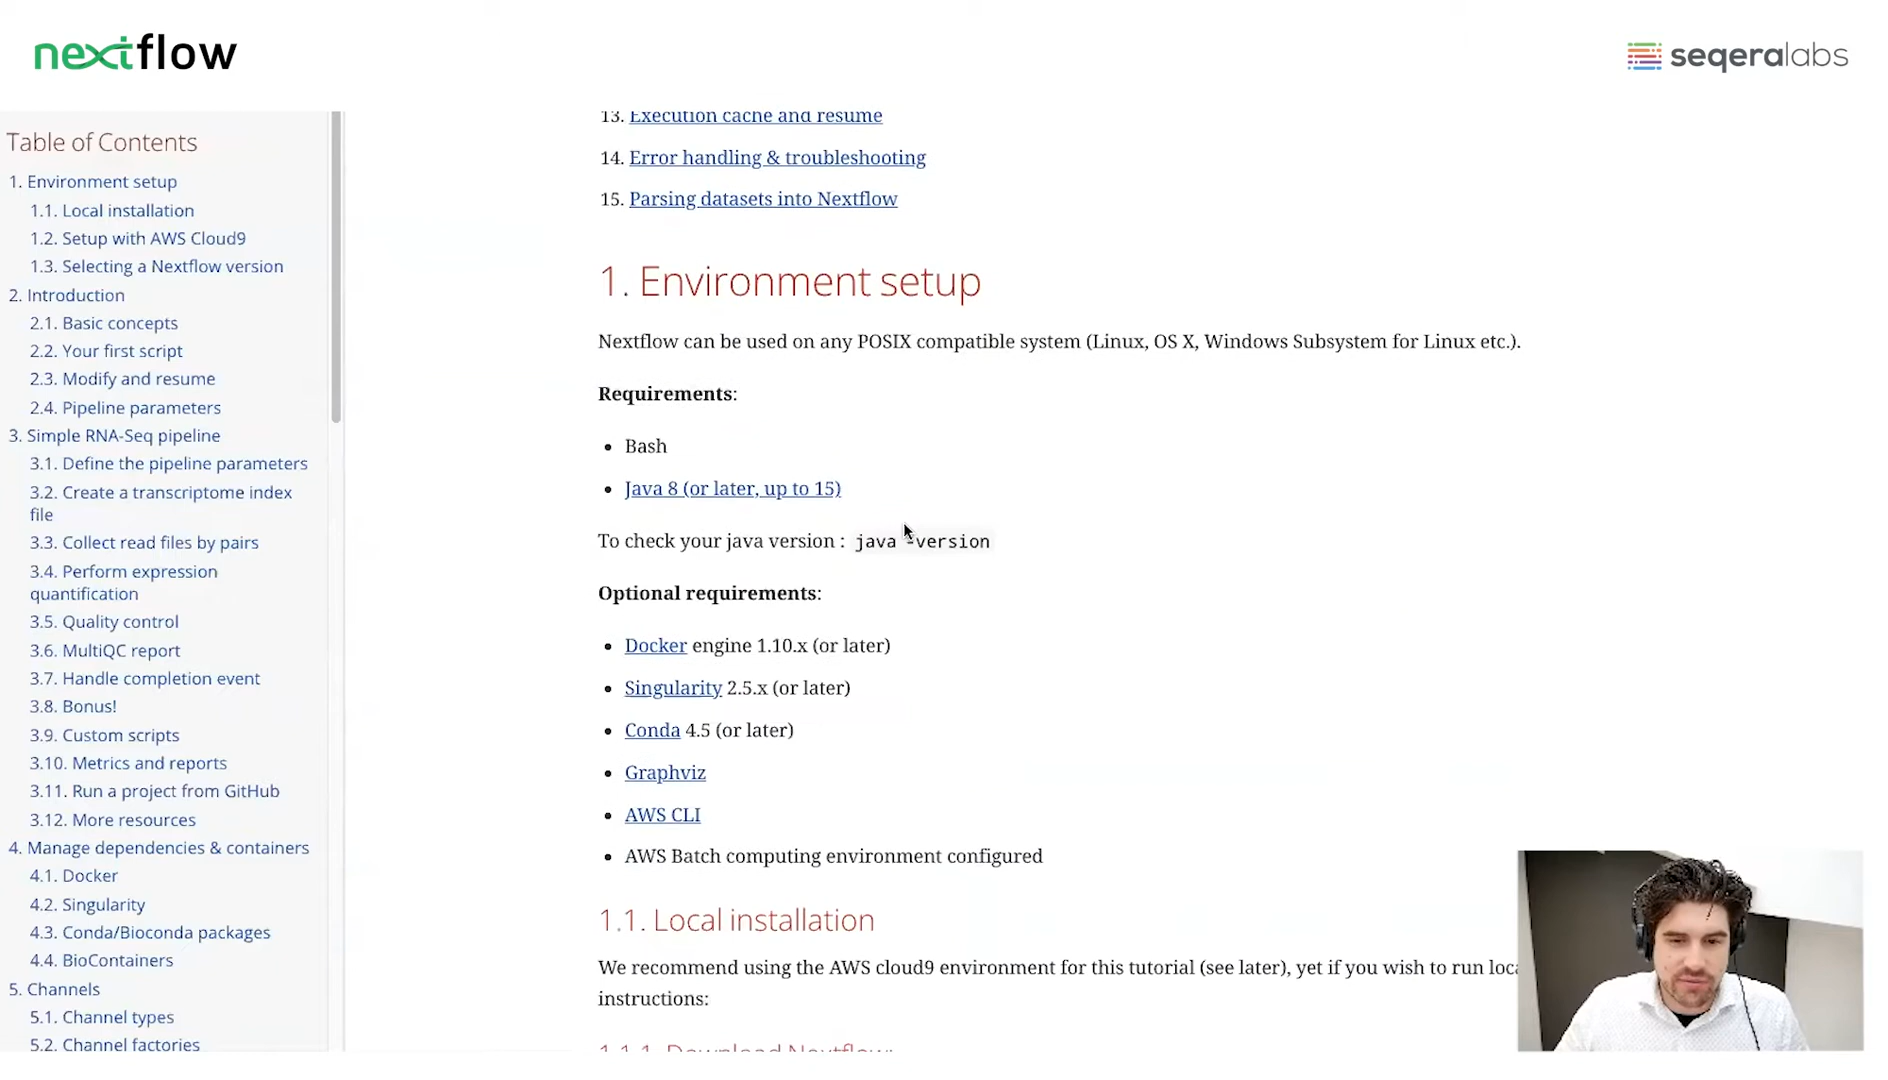 nextflow
seqeralabs
Table of Contents
1. Environment setup
1.1. Local installation
1.2. Setup with AWS Cloud9
1.3. Selecting a Nextflow version
2. Introduction
2.1. Basic concepts
2.2. Your first script
2.3. Modify and resume
2.4. Pipeline parameters
3. Simple RNA-Seq pipeline
3.1. Define the pipeline parameters
3.2. Create a transcriptome index
file
3.3. Collect read files by pairs
3.4. Perform expression
quantification
3.5. Quality control
3.6. MultiQC report
3.7. Handle completion event
3.8. Bonus!
3.9. Custom scripts
3.10. Metrics and reports
3.11. Run a project from GitHub
3.12. More resources
4. Manage dependencies & containers
4.1. Docker
4.2. Singularity
4.3. Conda/Bioconda packages
4.4. BioContainers
5. Channels
5.1. Channel types
5.2. Channel factories
13. Execution cache and resume
14. Error handling & troubleshooting
15. Parsing datasets into Nextflow
1. Environment setup
Nextflow can be used on any POSIX compatible system (Linux, OS X, Windows Subsystem for Linux etc.).
Requirements:
• Bash
• Java 8 (or later, up to 15)
To check your java version : java -version
Optional requirements:
• Docker engine 1.10.x (or later)
• Singularity 2.5.x (or later)
• Conda 4.5 (or later)
• Graphviz
• AWS CLI
• AWS Batch computing environment configured
1.1. Local installation
We recommend using the AWS cloud9 environment for this tutorial (see later), yet if you wish to run
instructions:
1.1.1. Download Nextflow: